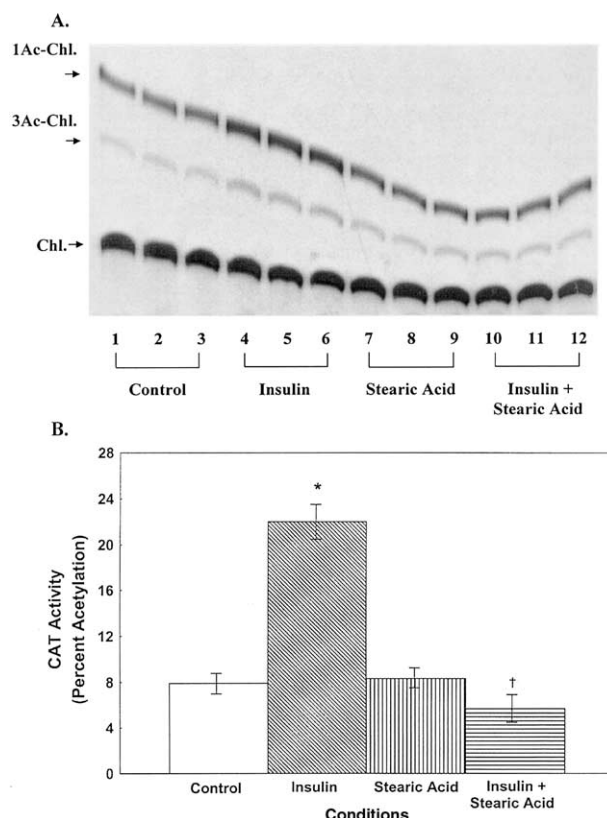 A.
1Ac-Chl.
3Ac-Chl.
Chl.
1 2 3 4 5 6 7 8 9 10 11 12
Control Insulin Stearic Acid Insulin +
Stearic Acid
B.
28
24
20
16
12
8
4
0
CAT Activity
(Percent Acetylation)
*
†
Control Insulin Stearic Acid Insulin +
Stearic Acid
Conditions